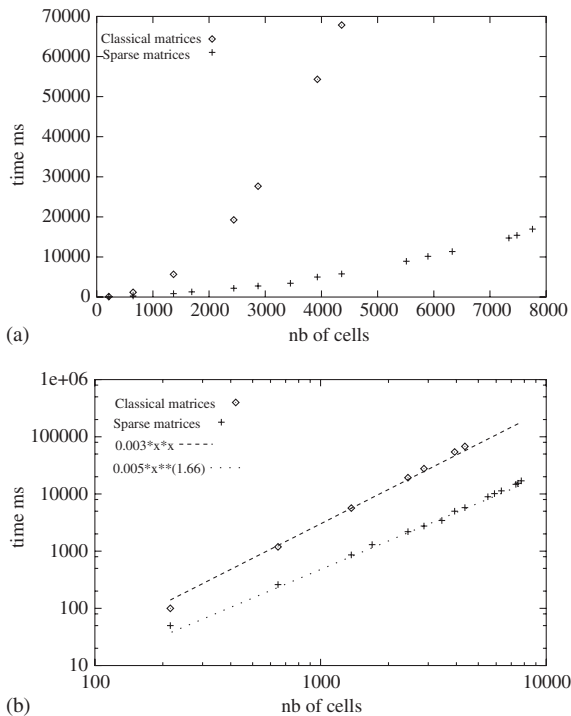 70000
Classical matrices
Sparse matrices
60000
50000
40000
30000
20000
10000
0
time ms
0 1000 2000 3000 4000 5000 6000 7000 8000
nb of cells
(a)
1e+06
Classical matrices
Sparse matrices
0.003*x*x
0.005*x**(1.66)
100000
10000
1000
100
10
time ms
100 1000 10000
nb of cells
(b)